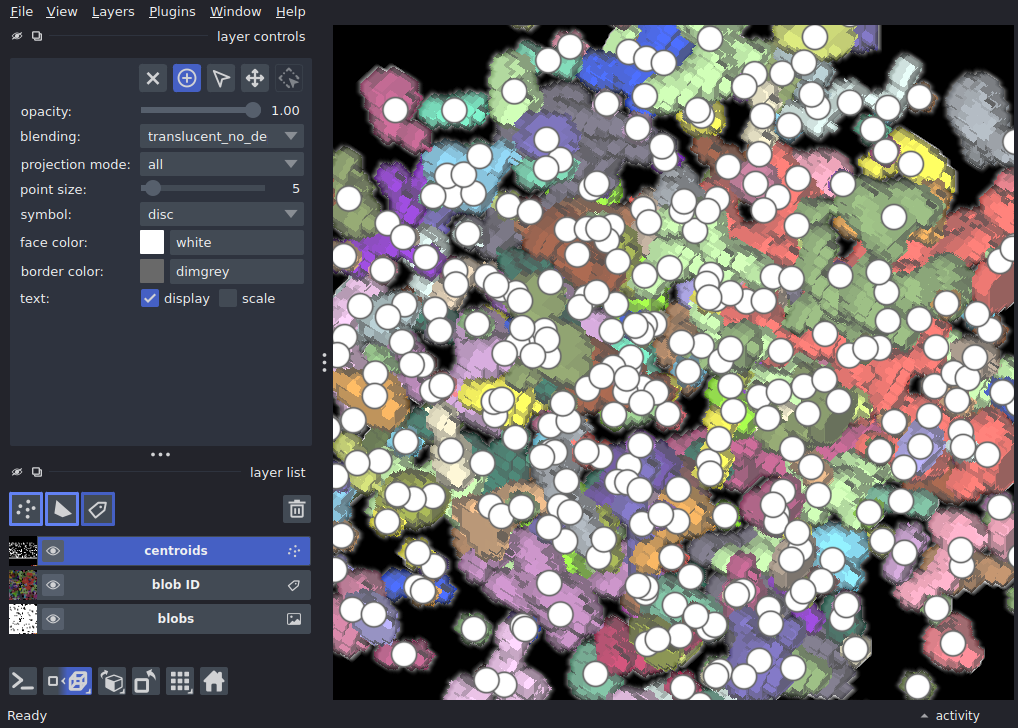 File View Layers Plugins Window Help
layer controls
opacity: 1.00
blending: translucent_no_de
projection mode: all
point size: 5
symbol: disc
face color: white
border color: dimgrey
text: display scale
layer list
centroids
blob ID
blobs
Ready activity